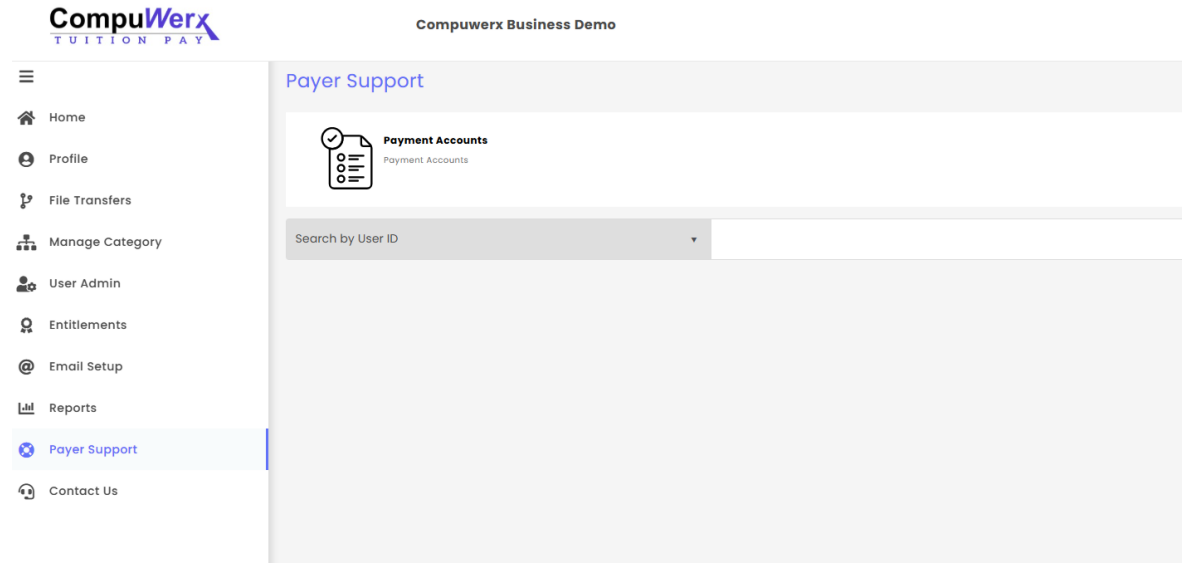 CompuWerx
TUITION PAY
Compuwerx Business Demo
Home
Profile
File Transfers
Manage Category
User Admin
Entitlements
Email Setup
Reports
Payer Support
Contact Us
Payer Support
Payment Accounts
Payment Accounts
Search by User ID